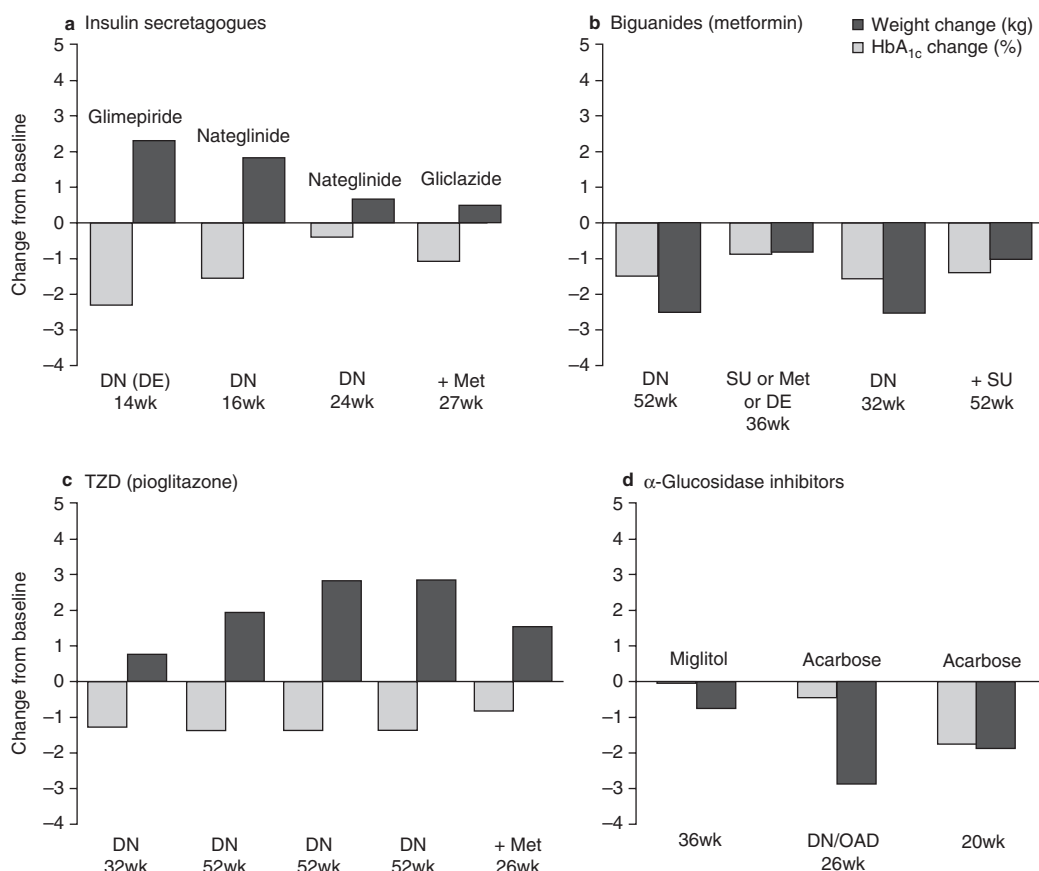 a Insulin secretagogues
5
4
3
2
1
0
–1
–2
–3
–4
Change from baseline
Glimepiride
Nateglinide
Nateglinide
Gliclazide
DN (DE)
14wk
DN
16wk
DN
24wk
+ Met
27wk
b Biguanides (metformin)
Weight change (kg)
HbA1c change (%)
5
4
3
2
1
0
–1
–2
–3
–4
DN
52wk
SU or Met
or DE
36wk
DN
32wk
+ SU
52wk
c TZD (pioglitazone)
5
4
3
2
1
0
–1
–2
–3
–4
Change from baseline
DN
32wk
DN
52wk
DN
52wk
DN
52wk
+ Met
26wk
d α-Glucosidase inhibitors
5
4
3
2
1
0
–1
–2
–3
–4
Miglitol
Acarbose
Acarbose
36wk
DN/OAD
26wk
20wk